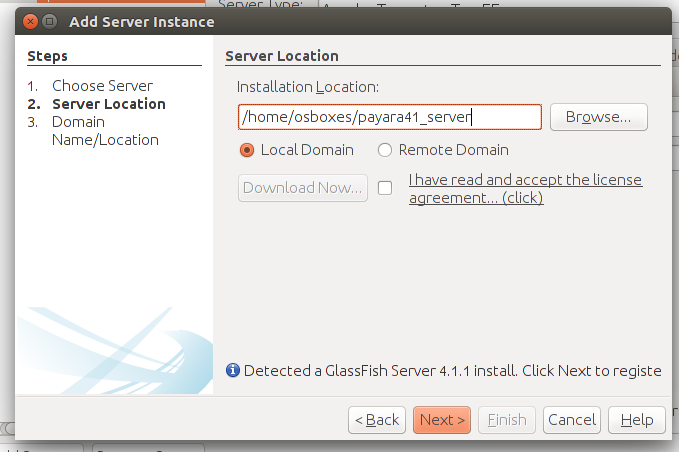 Server Type:
Add Server Instance
Steps
1. Choose Server
2. Server Location
3. Domain
Name/Location
Server Location
Installation Location:
/home/osboxes/payara41_server
Browse...
Local Domain
Remote Domain
Download Now...
I have read and accept the license
agreement... (click)
Detected a GlassFish Server 4.1.1 install. Click Next to registe
< Back
Next >
Finish
Cancel
Help